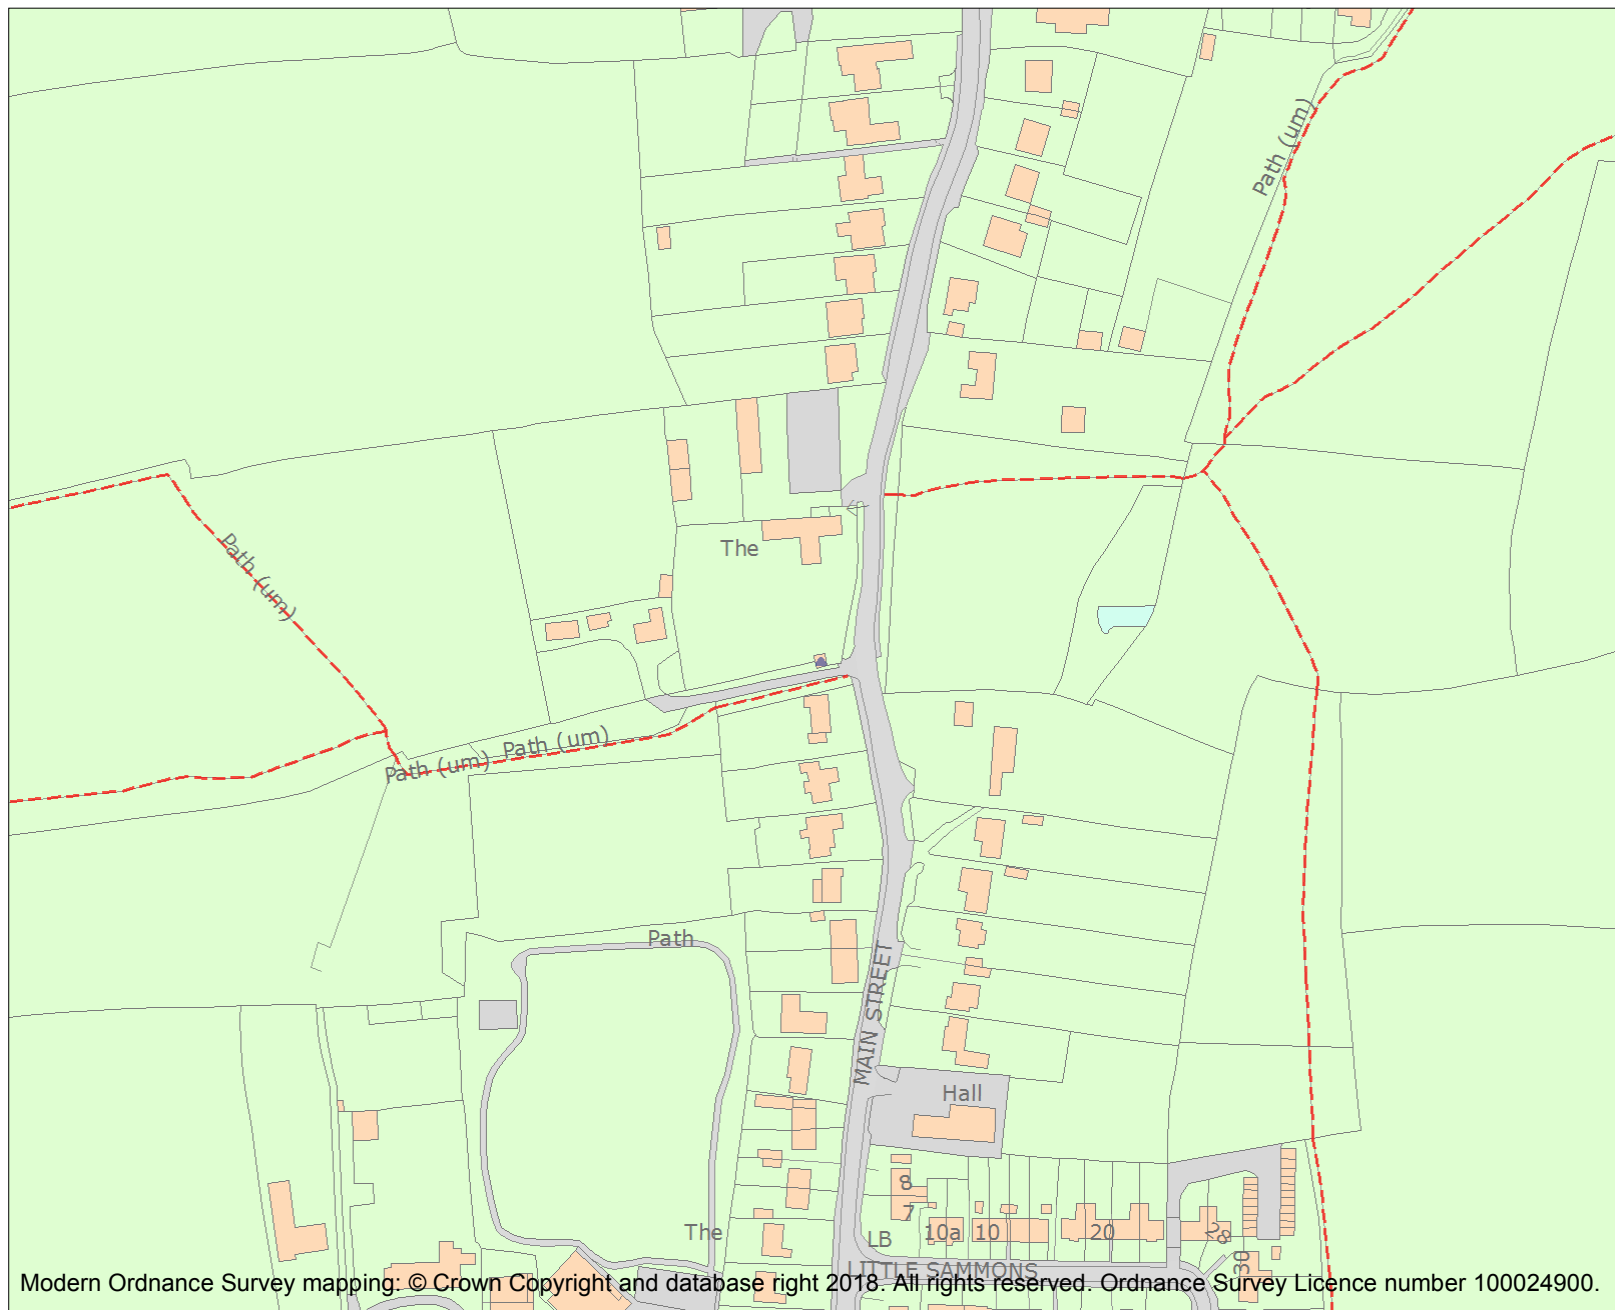 Path (um)
The
Path (um)
Path (um)
Path (um)
Path
MAIN STREET
Hall
8
7
The
LB
10a
10
20
28
30
LITTLE SAMMONS
Modern Ordnance Survey mapping: © Crown Copyright and database right 2018. All rights reserved. Ordnance Survey Licence number 100024900.